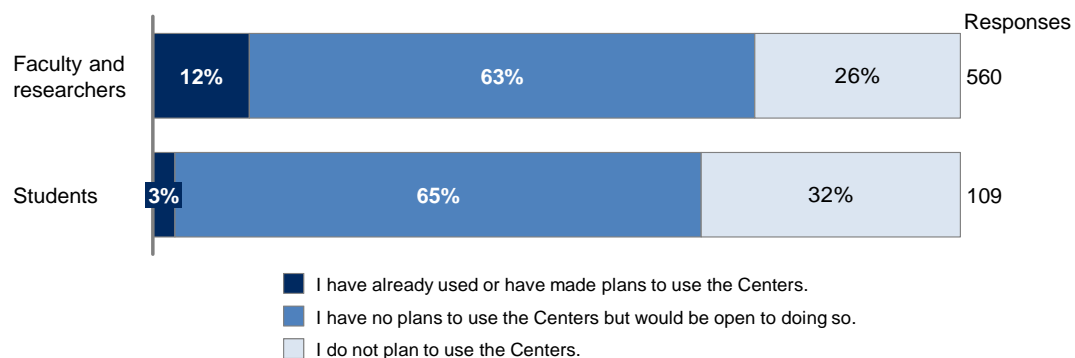 Responses
Faculty and
researchers
12%
63%
26%
560
Students
3%
65%
32%
109
I have already used or have made plans to use the Centers.
I have no plans to use the Centers but would be open to doing so.
I do not plan to use the Centers.